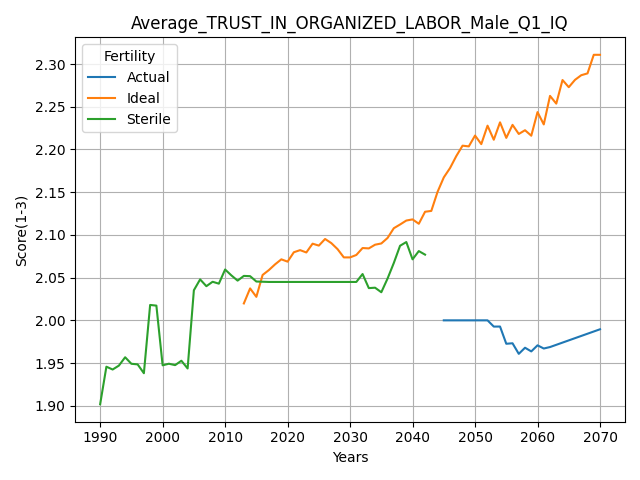 Average_TRUST_IN_ORGANIZED_LABOR_Male_Q1_IQ
Fertility
Actual
Ideal
Sterile
Score(1-3)
2.30
2.25
2.20
2.15
2.10
2.05
2.00
1.95
1.90
1990 2000 2010 2020 2030 2040 2050 2060 2070
Years